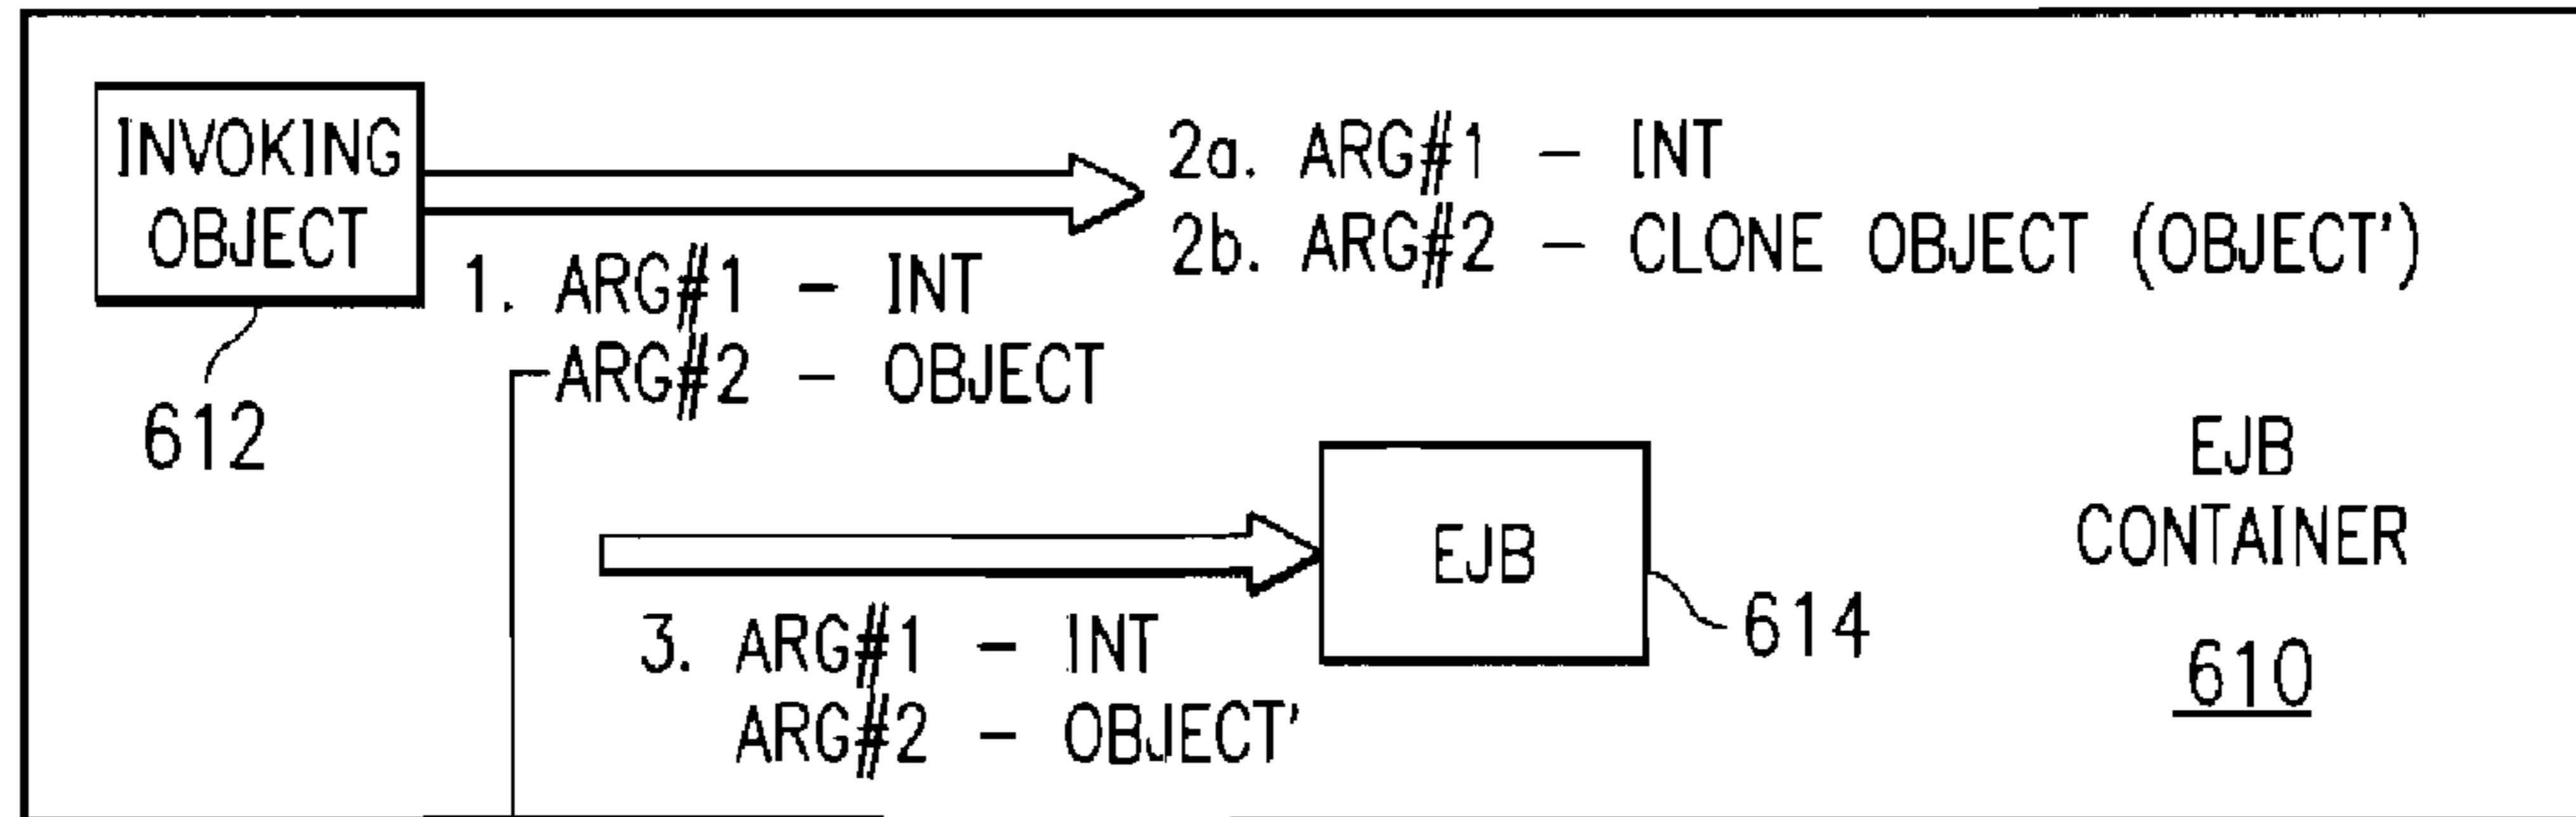 INVOKING
OBJECT
612
1. ARG#1 – INT
ARG#2 – OBJECT
2a. ARG#1 – INT
2b. ARG#2 – CLONE OBJECT (OBJECT')
3. ARG#1 – INT
ARG#2 – OBJECT'
EJB
614
EJB
CONTAINER
610